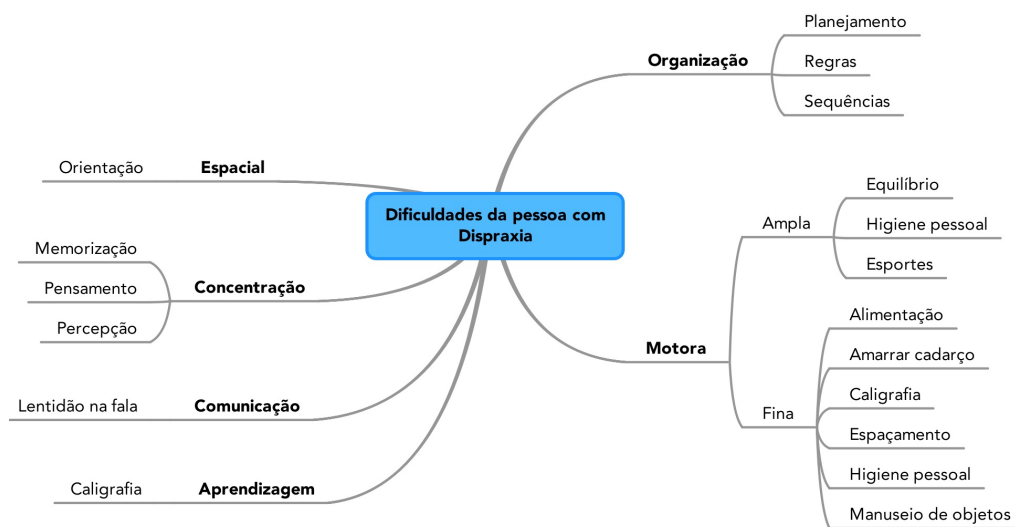 Dificuldades da pessoa com
Dispraxia
Organização
Planejamento
Regras
Sequências
Motora
Ampla
Equilíbrio
Higiene pessoal
Esportes
Fina
Alimentação
Amarrar cadarço
Caligrafia
Espaçamento
Higiene pessoal
Manuseio de objetos
Espacial
Orientação
Concentração
Memorização
Pensamento
Percepção
Comunicação
Lentidão na fala
Aprendizagem
Caligrafia